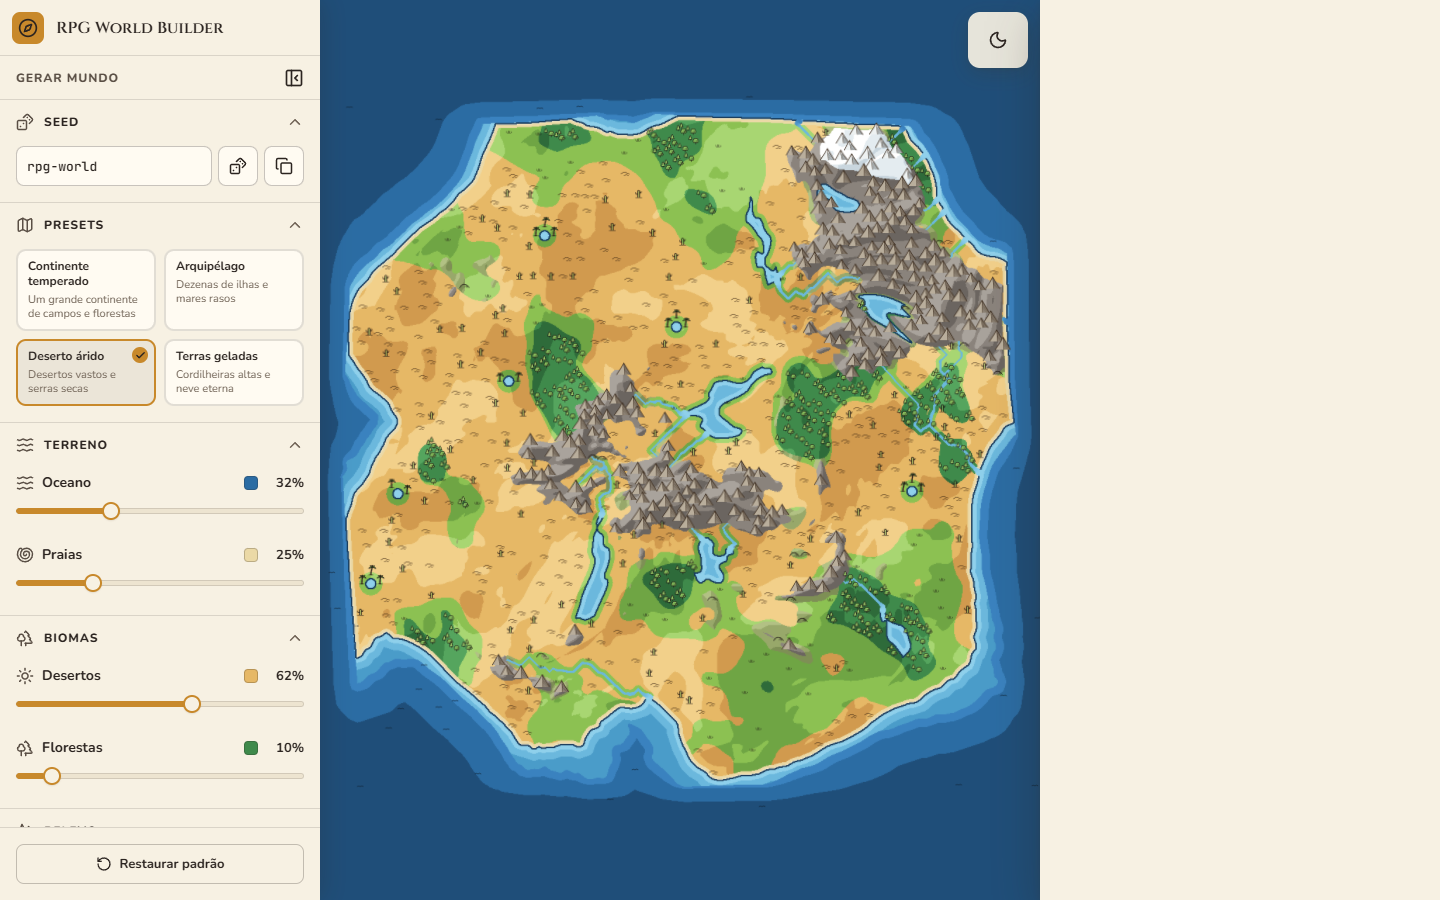 RPG World Builder
GERAR MUNDO
SEED
rpg-world
PRESETS
Continente
temperado
Um grande continente
de campos e florestas
Arquipélago
Dezenas de ilhas e
mares rasos
Deserto árido
Desertos vastos e
serras secas
Terras geladas
Cordilheiras altas e
neve eterna
TERRENO
Oceano 32%
Praias 25%
BIOMAS
Desertos 62%
Florestas 10%
Restaurar padrão